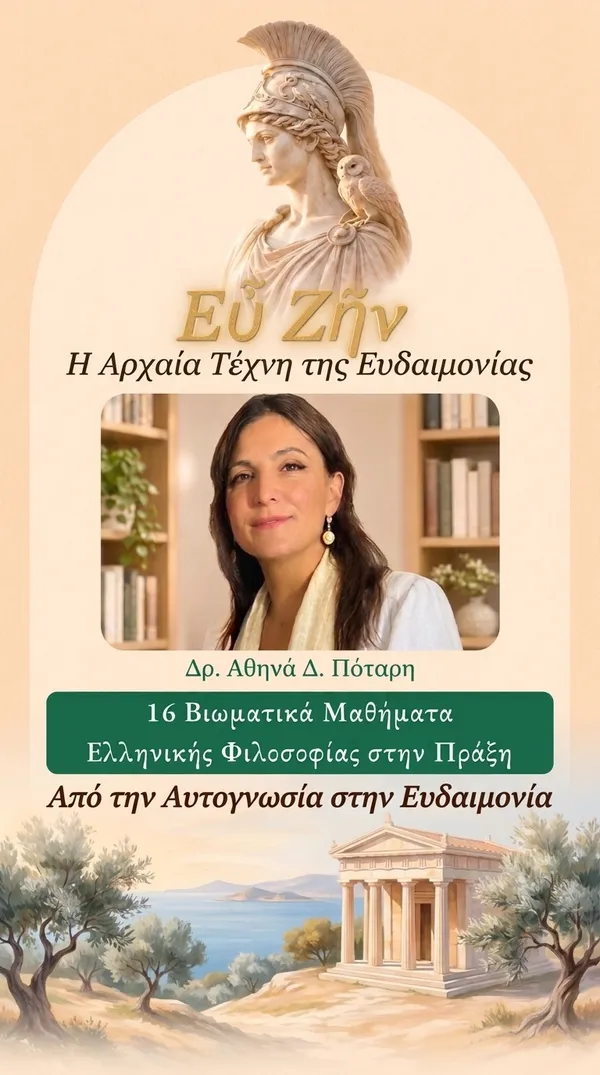 Εὖ Ζῆν
Η Αρχαία Τέχνη της Ευδαιμονίας
Δρ. Αθηνά Δ. Πόταρη
16 Βιωματικά Μαθήματα
Ελληνικής Φιλοσοφίας στην Πράξη
Από την Αυτογνωσία στην Ευδαιμονία